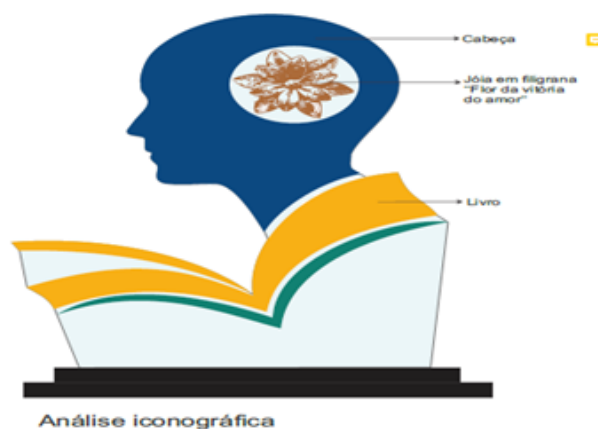 Cabeça
Jóia em filigrana
"Flor da vitória
do amor"
Livro
Análise iconográfica